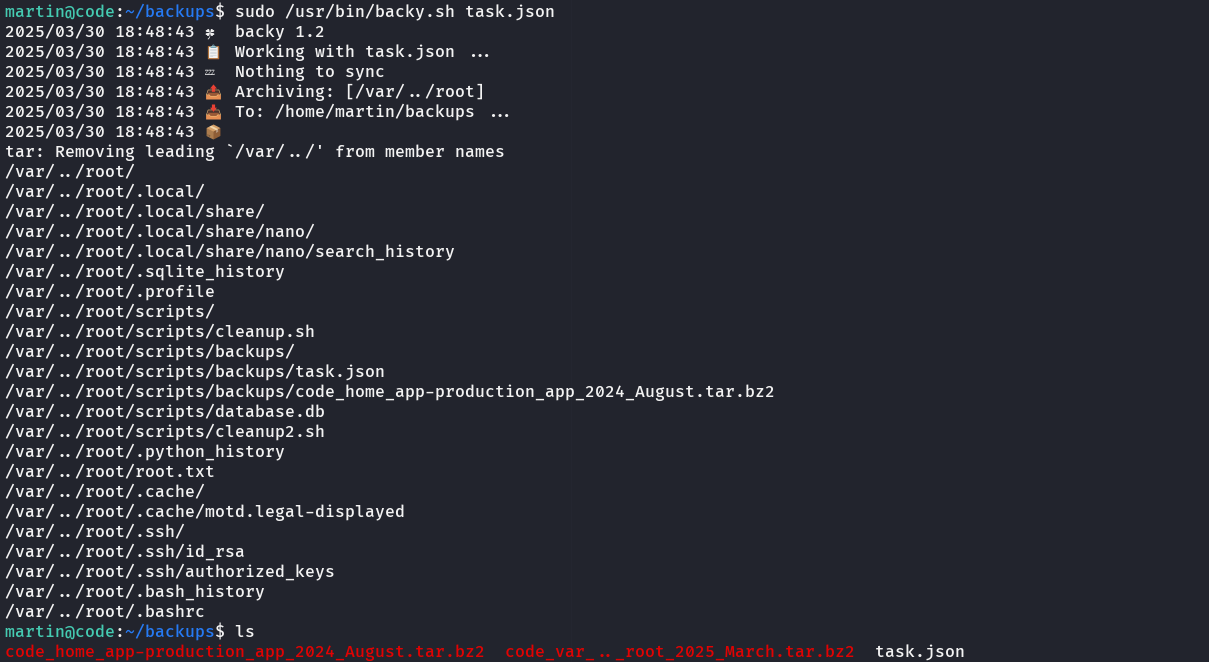 martin@code:~/backups$ sudo /usr/bin/backy.sh task.json
2025/03/30 18:48:43 🍀 backy 1.2
2025/03/30 18:48:43 📋 Working with task.json ...
2025/03/30 18:48:43 💤 Nothing to sync
2025/03/30 18:48:43 📤 Archiving: [/var/../root]
2025/03/30 18:48:43 📥 To: /home/martin/backups ...
2025/03/30 18:48:43 📦
tar: Removing leading `/var/../' from member names
/var/../root/
/var/../root/.local/
/var/../root/.local/share/
/var/../root/.local/share/nano/
/var/../root/.local/share/nano/search_history
/var/../root/.sqlite_history
/var/../root/.profile
/var/../root/scripts/
/var/../root/scripts/cleanup.sh
/var/../root/scripts/backups/
/var/../root/scripts/backups/task.json
/var/../root/scripts/backups/code_home_app-production_app_2024_August.tar.bz2
/var/../root/scripts/database.db
/var/../root/scripts/cleanup2.sh
/var/../root/.python_history
/var/../root/root.txt
/var/../root/.cache/
/var/../root/.cache/motd.legal-displayed
/var/../root/.ssh/
/var/../root/.ssh/id_rsa
/var/../root/.ssh/authorized_keys
/var/../root/.bash_history
/var/../root/.bashrc
martin@code:~/backups$ ls
code_home_app-production_app_2024_August.tar.bz2  code_var_.._root_2025_March.tar.bz2  task.json